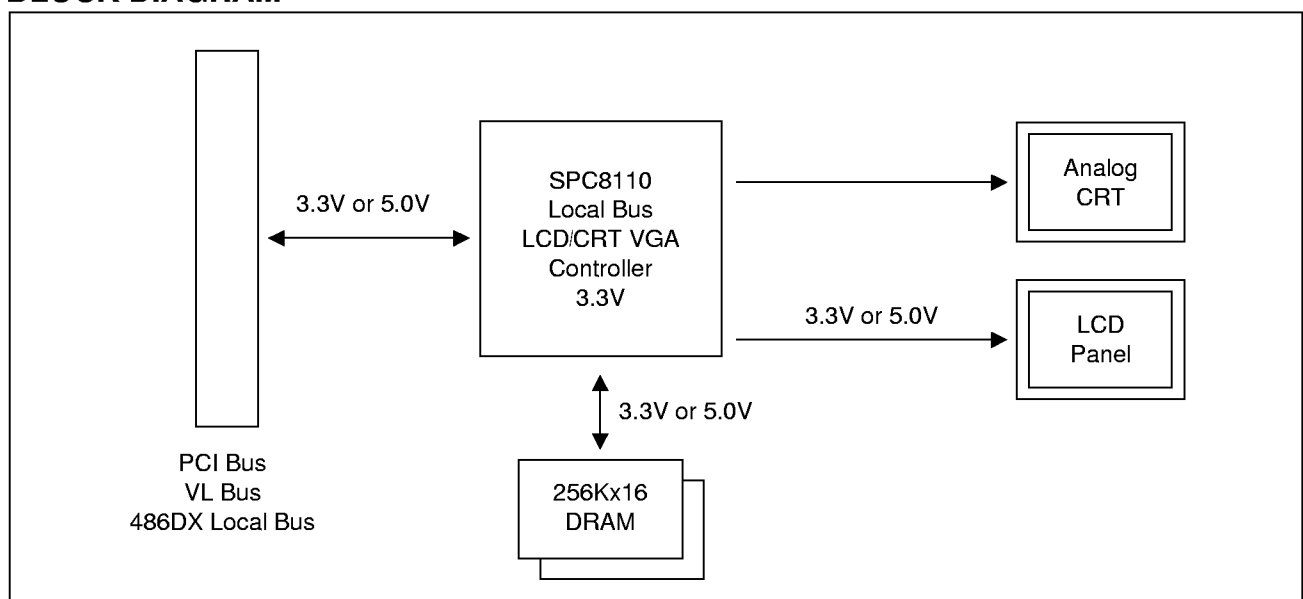 BLOCK DIAGRAM
3.3V or 5.0V
PCI Bus
VL Bus
486DX Local Bus
SPC8110
Local Bus
LCD/CRT VGA
Controller
3.3V
3.3V or 5.0V
256Kx16
DRAM
Analog
CRT
3.3V or 5.0V
LCD
Panel